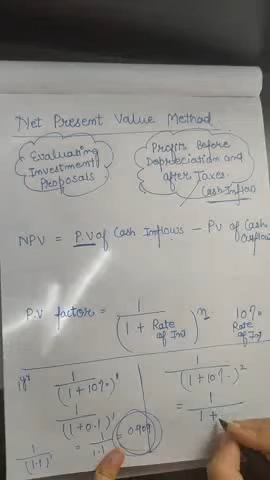 Net Present Value Method
Evaluating
Investment
Proposals
Profits Before
Depreciation and
after Taxes.
Cash Inflow
NPV = P.V of Cash Inflows - PV of Cash
Outflows
P.V factor = 1 / (1 + Rate of Int)^n
10%
Rate
of Int
1 / (1 + 10%)^1
1 / (1 + 0.1)^1
1 / (1.1)^1 = 1 / 1.1 = 0.909
1 / (1 + 10%)^2
= 1 / 1 +